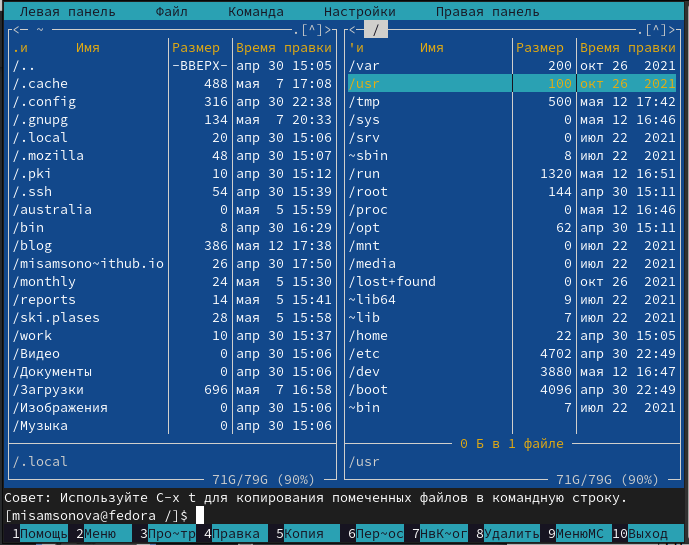 Левая панель Файл Команда Настройки Правая панель
<─ ~ .[^]> <─ / .[^]>
.и Имя Размер Время правки 'и Имя Размер Время правки
/.. -ВВЕРХ- апр 30 15:05 /var 200 окт 26 2021
/.cache 488 мая 7 17:08 /usr 100 окт 26 2021
/.config 316 апр 30 22:38 /tmp 500 мая 12 17:42
/.gnupg 134 мая 7 20:33 /sys 0 мая 12 16:46
/.local 20 апр 30 15:06 /srv 0 июл 22 2021
/.mozilla 48 апр 30 15:07 ~sbin 8 июл 22 2021
/.pki 10 апр 30 15:12 /run 1320 мая 12 16:51
/.ssh 54 апр 30 15:39 /root 144 апр 30 15:11
/australia 0 мая 5 15:59 /proc 0 мая 12 16:46
/bin 8 апр 30 16:29 /opt 62 апр 30 15:11
/blog 386 мая 12 17:38 /mnt 0 июл 22 2021
/misamsono~ithub.io 26 апр 30 17:50 /media 0 июл 22 2021
/monthly 24 мая 5 15:30 /lost+found 0 окт 26 2021
/reports 14 мая 5 15:41 ~lib64 9 июл 22 2021
/ski.plases 28 мая 5 15:58 ~lib 7 июл 22 2021
/work 10 апр 30 15:37 /home 22 апр 30 15:05
/Видео 0 апр 30 15:06 /etc 4702 апр 30 22:49
/Документы 0 апр 30 15:06 /dev 3880 мая 12 16:47
/Загрузки 696 мая 7 16:58 /boot 4096 апр 30 22:49
/Изображения 0 апр 30 15:06 ~bin 7 июл 22 2021
/Музыка 0 апр 30 15:06
0 Б в 1 файле
/.local /usr
71G/79G (90%) 71G/79G (90%)
Совет: Используйте C-x t для копирования помеченных файлов в командную строку.
[misamsonova@fedora /]$
1Помощь 2Меню 3Про~тр 4Правка 5Копия 6Пер~ос 7НвК~ог 8Удалить 9МенюMC 10Выход